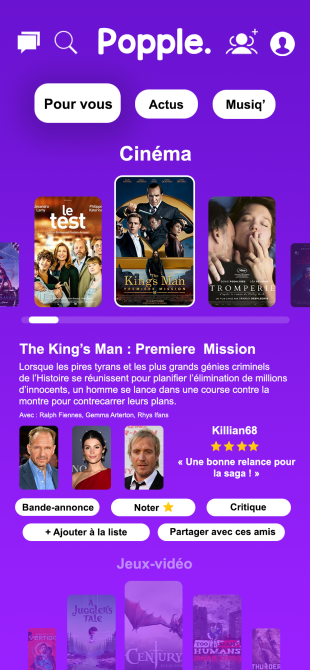 Popple.
Pour vous
Actus
Musiq'
Cinéma
le
test
The
King's Man
PREMIÈRE MISSION
TROMPERIE
The King's Man : Premiere Mission
Lorsque les pires tyrans et les plus grands génies criminels
de l'Histoire se réunissent pour planifier l'élimination de millions
d'innocents, un homme se lance dans une course contre la
montre pour contrecarrer leurs plans.
Avec : Ralph Fiennes, Gemma Arterton, Rhys Ifans
Killian68
« Une bonne relance pour
la saga ! »
Bande-annonce
Noter
Critique
+ Ajouter à la liste
Partager avec ces amis
Jeux-vidéo
A JUGGLER'S
TALE
CENTURY
HUMANS
THUNDER